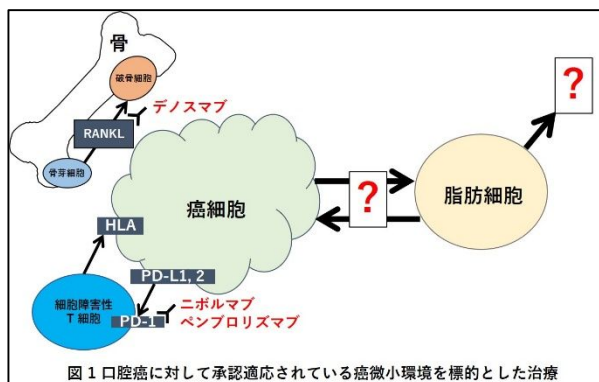 骨
破骨細胞
デノスマブ
RANKL
骨芽細胞
癌細胞
HLA
PD-L1, 2
細胞障害性
T 細胞
PD-1
ニボルマブ
ペンブロリズマブ
?
脂肪細胞
?
図 1 口腔癌に対して承認適応されている癌微小環境を標的とした治療